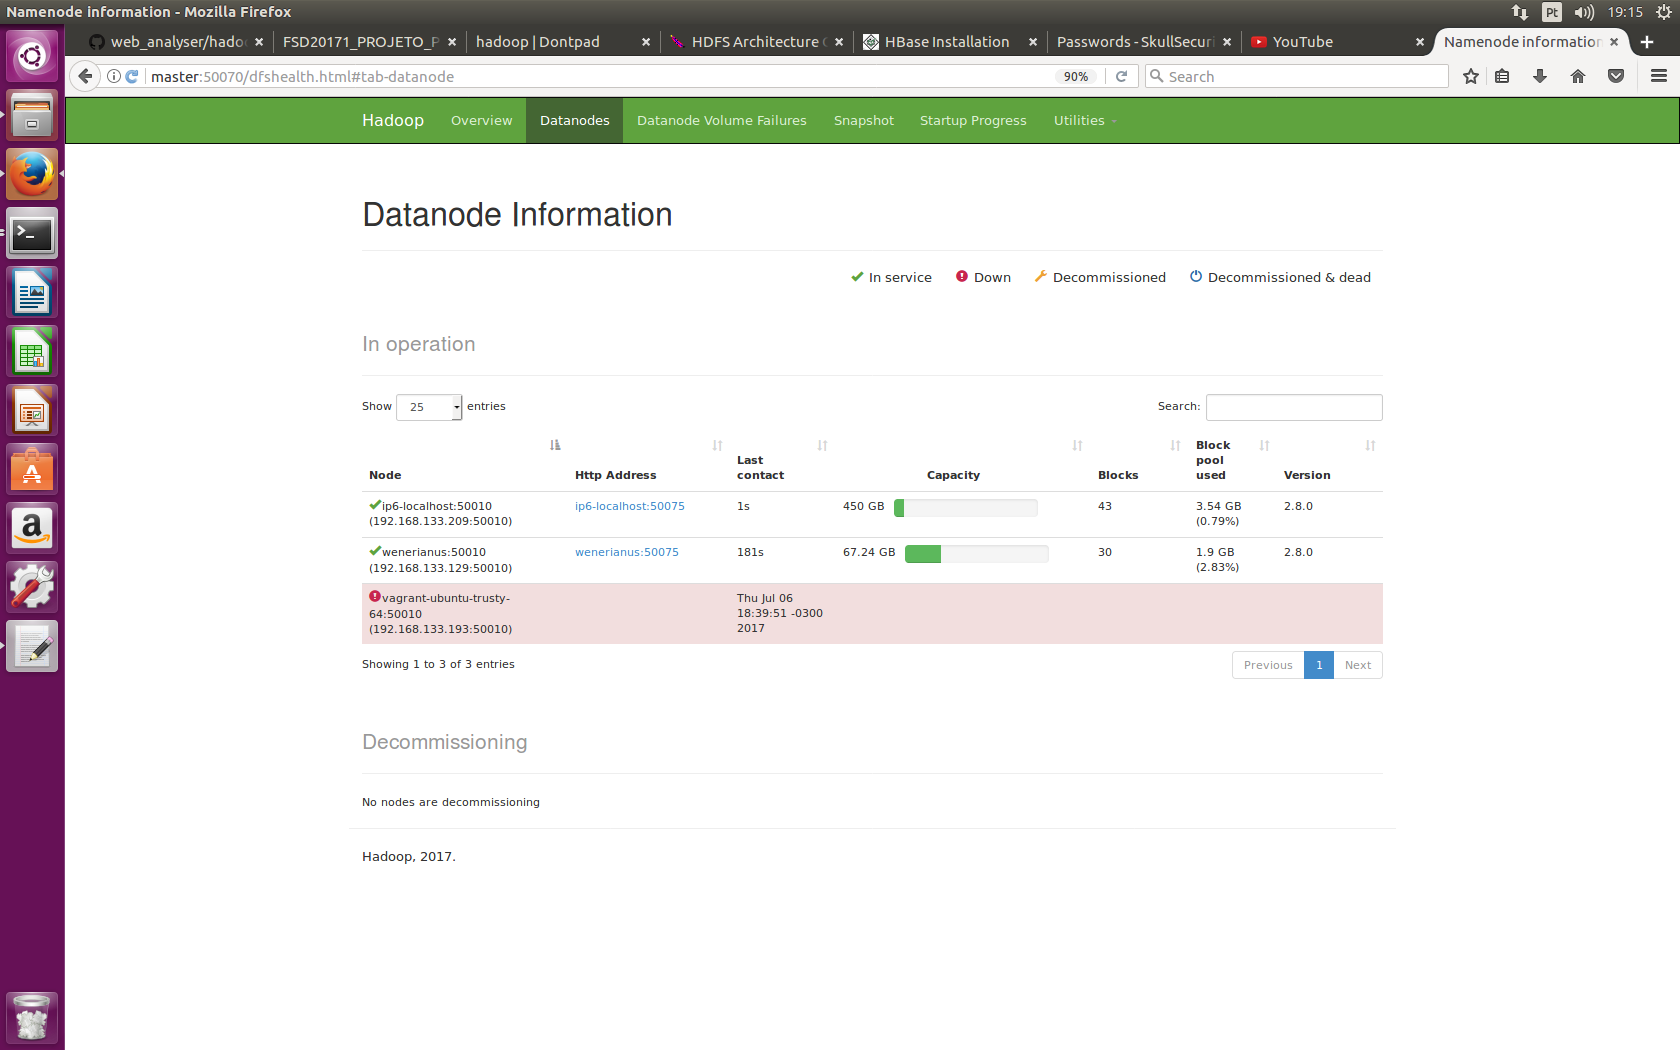 Namenode information - Mozilla Firefox
Pt
19:15
web_analyser/hado
FSD20171_PROJETO_P
hadoop | Dontpad
HDFS Architecture
HBase Installation
Passwords - SkullSecuri
YouTube
Namenode information
master:50070/dfshealth.html#tab-datanode
90%
Search
Hadoop
Overview
Datanodes
Datanode Volume Failures
Snapshot
Startup Progress
Utilities
Datanode Information
In service
Down
Decommissioned
Decommissioned & dead
In operation
Show 25 entries
Search:
Node
Http Address
Last contact
Capacity
Blocks
Block pool used
Version
ip6-localhost:50010 (192.168.133.209:50010)
ip6-localhost:50075
1s
450 GB
43
3.54 GB (0.79%)
2.8.0
wenerianus:50010 (192.168.133.129:50010)
wenerianus:50075
181s
67.24 GB
30
1.9 GB (2.83%)
2.8.0
vagrant-ubuntu-trusty-64:50010 (192.168.133.193:50010)
Thu Jul 06 18:39:51 -0300 2017
Showing 1 to 3 of 3 entries
Previous
1
Next
Decommissioning
No nodes are decommissioning
Hadoop, 2017.